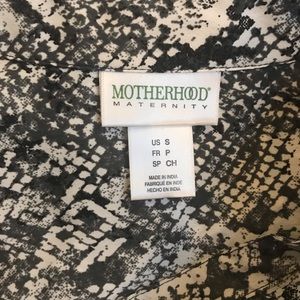 MOTHERHOOD®
MATERNITY
US S
FR P
SP CH
MADE IN INDIA
FABRIQUÉ EN INDE
HECHO EN INDIA